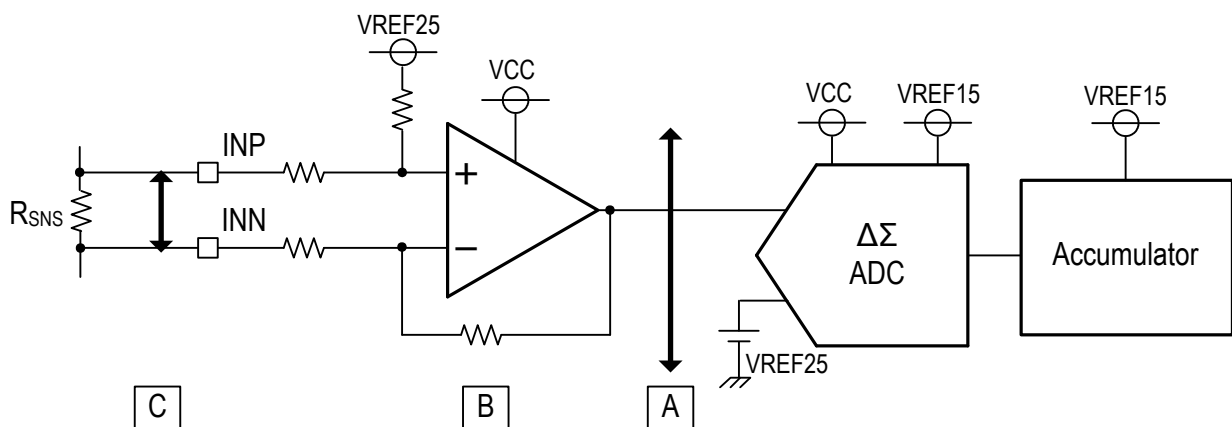 VREF25
VCC
VCC
VREF15
VREF15
INP
+
RSNS
INN
−
ΔΣ
ADC
Accumulator
VREF25
C
B
A